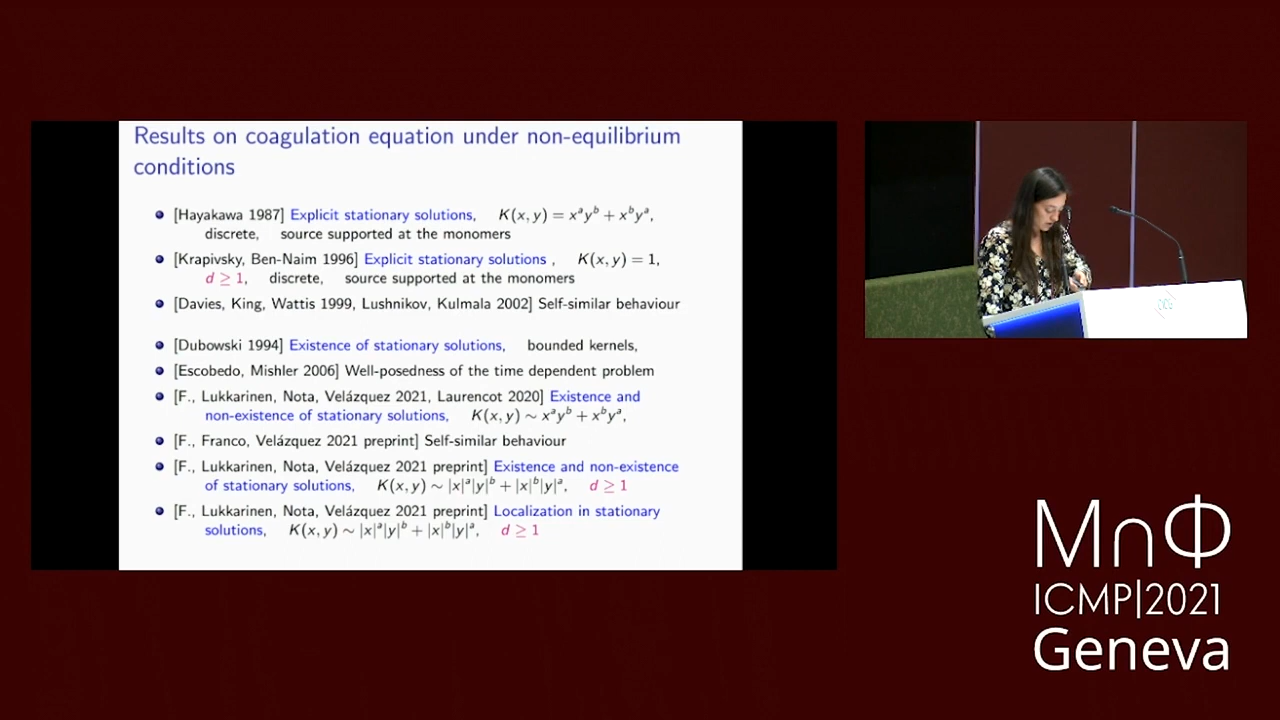 Results on coagulation equation under non-equilibrium
conditions
[Hayakawa 1987] Explicit stationary solutions, K(x, y) = xᵃyᵇ + xᵇyᵃ,
discrete, source supported at the monomers
[Krapivsky, Ben-Naim 1996] Explicit stationary solutions , K(x, y) = 1,
d ≥ 1, discrete, source supported at the monomers
[Davies, King, Wattis 1999, Lushnikov, Kulmala 2002] Self-similar behaviour
[Dubowski 1994] Existence of stationary solutions, bounded kernels,
[Escobedo, Mishler 2006] Well-posedness of the time dependent problem
[F., Lukkarinen, Nota, Velázquez 2021, Laurencot 2020] Existence and
non-existence of stationary solutions, K(x, y) ∼ xᵃyᵇ + xᵇyᵃ,
[F., Franco, Velázquez 2021 preprint] Self-similar behaviour
[F., Lukkarinen, Nota, Velázquez 2021 preprint] Existence and non-existence
of stationary solutions, K(x, y) ∼ |x|ᵃ|y|ᵇ + |x|ᵇ|y|ᵃ, d ≥ 1
[F., Lukkarinen, Nota, Velázquez 2021 preprint] Localization in stationary
solutions, K(x, y) ∼ |x|ᵃ|y|ᵇ + |x|ᵇ|y|ᵃ, d ≥ 1
M∩Φ
ICMP|2021
Geneva